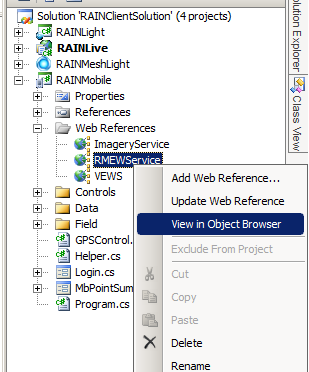 Solution 'RAINClientSolution' (4 projects)
RAINLight
RAINLive
RAINMeshLight
RAINMobile
Properties
References
Web References
ImageryService
RMEWService
VEWS
Controls
Data
Field
GPSControl.
Helper.cs
Login.cs
MbPointSum
Program.cs
Add Web Reference...
Update Web Reference
View in Object Browser
Exclude From Project
Cut
Copy
Paste
Delete
Rename
Solution Explorer
Class View